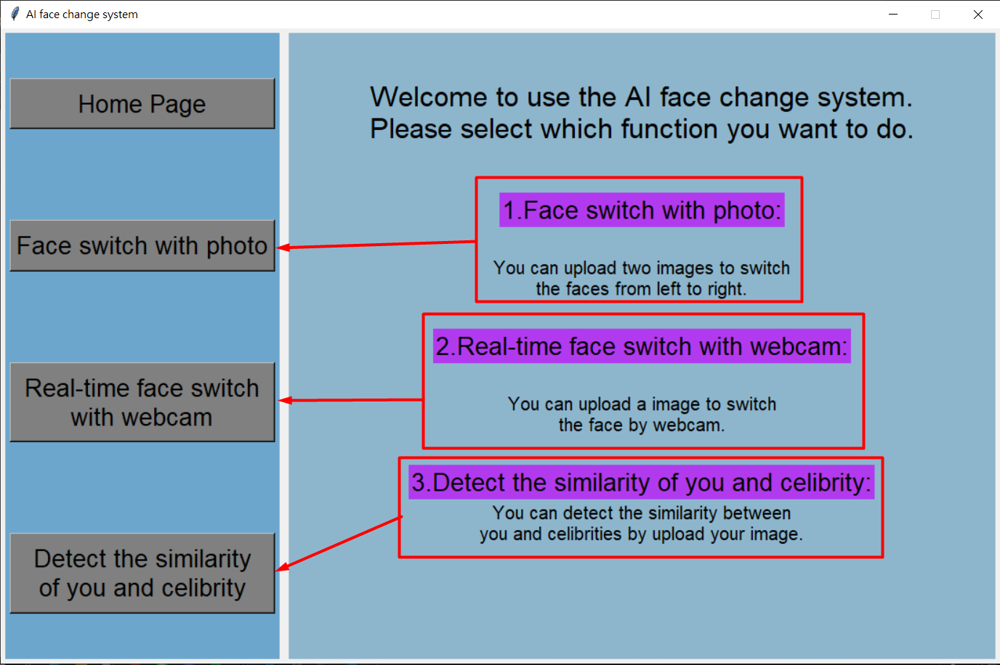 AI face change system
Home Page
Face switch with photo
Real-time face switch
with webcam
Detect the similarity
of you and celibrity
Welcome to use the AI face change system.
Please select which function you want to do.
1.Face switch with photo:
You can upload two images to switch
the faces from left to right.
2.Real-time face switch with webcam:
You can upload a image to switch
the face by webcam.
3.Detect the similarity of you and celibrity:
You can detect the similarity between
you and celibrities by upload your image.